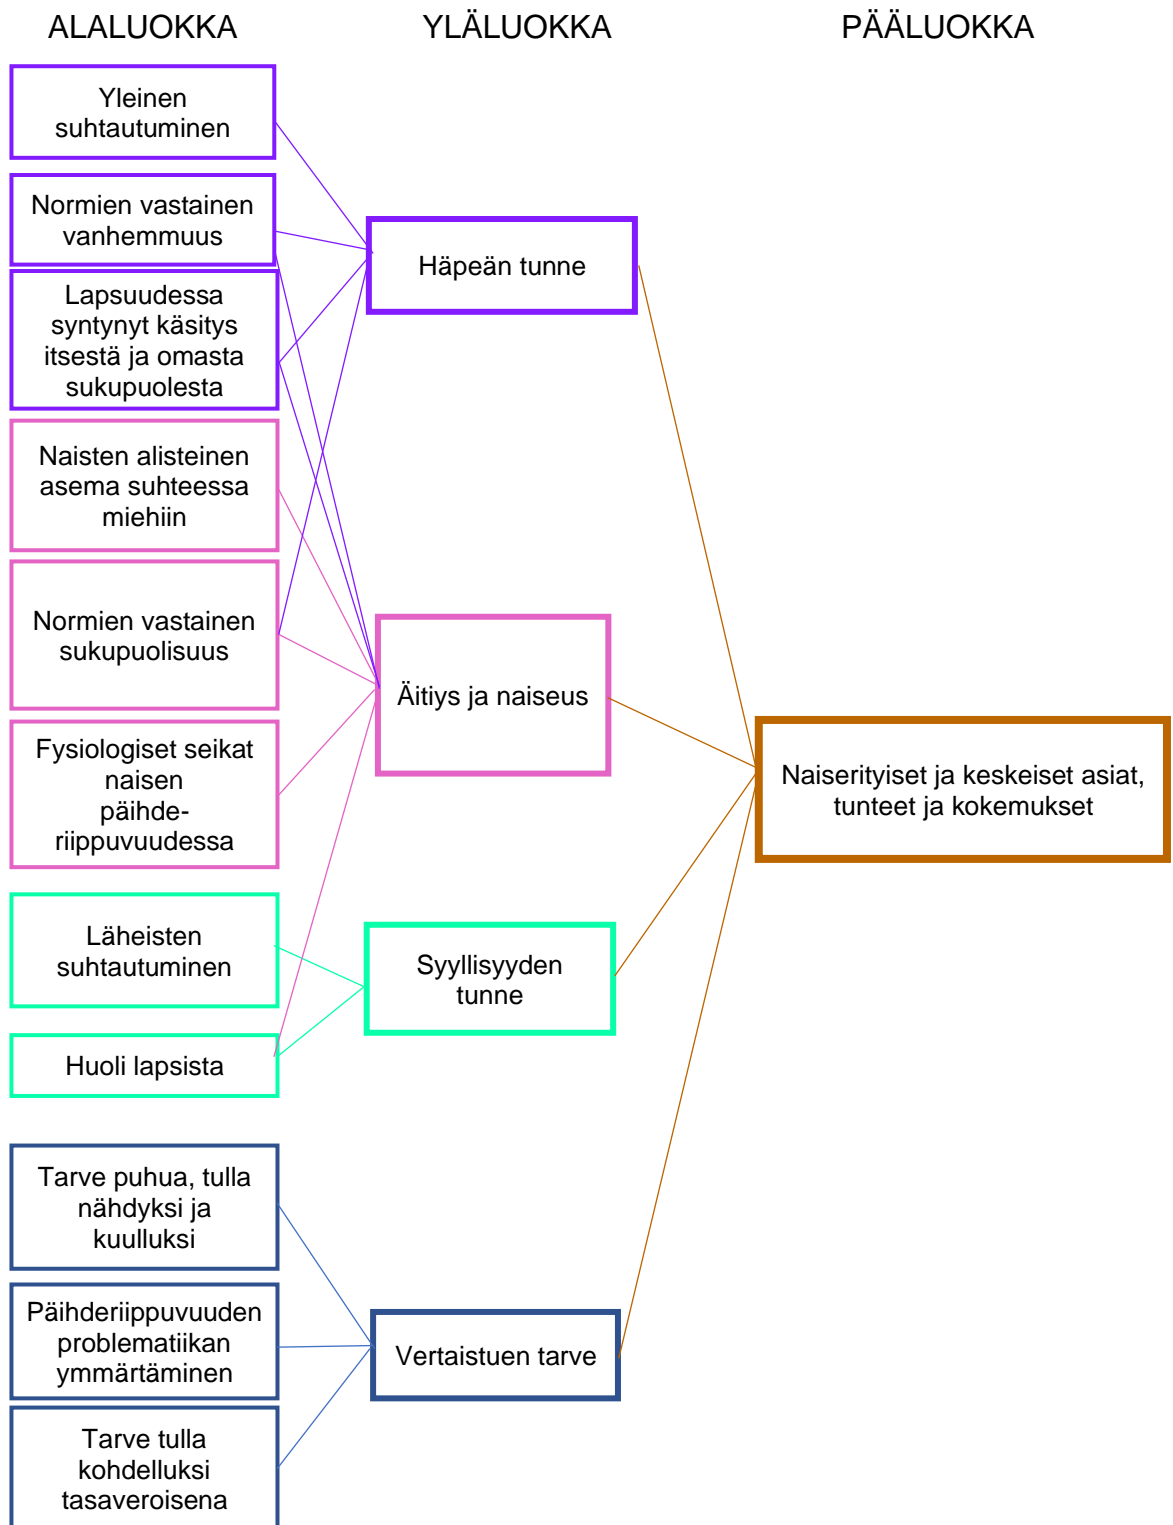 ALALUOKKA
YLÄLUOKKA
PÄÄLUOKKA
Yleinen
suhtautuminen
Normien vastainen
vanhemmuus
Lapsuudessa
syntynyt käsitys
itsestä ja omasta
sukupuolesta
Naisten alisteinen
asema suhteessa
miehiin
Normien vastainen
sukupuolisuus
Fysiologiset seikat
naisen
päihde-
riippuvuudessa
Läheisten
suhtautuminen
Huoli lapsista
Tarve puhua, tulla
nähdyksi ja
kuulluksi
Päihderiippuvuuden
problematiikan
ymmärtäminen
Tarve tulla
kohdelluksi
tasaveroisena
Häpeän tunne
Äitiys ja naiseus
Syyllisyyden
tunne
Vertaistuen tarve
Naiserityiset ja keskeiset asiat,
tunteet ja kokemukset